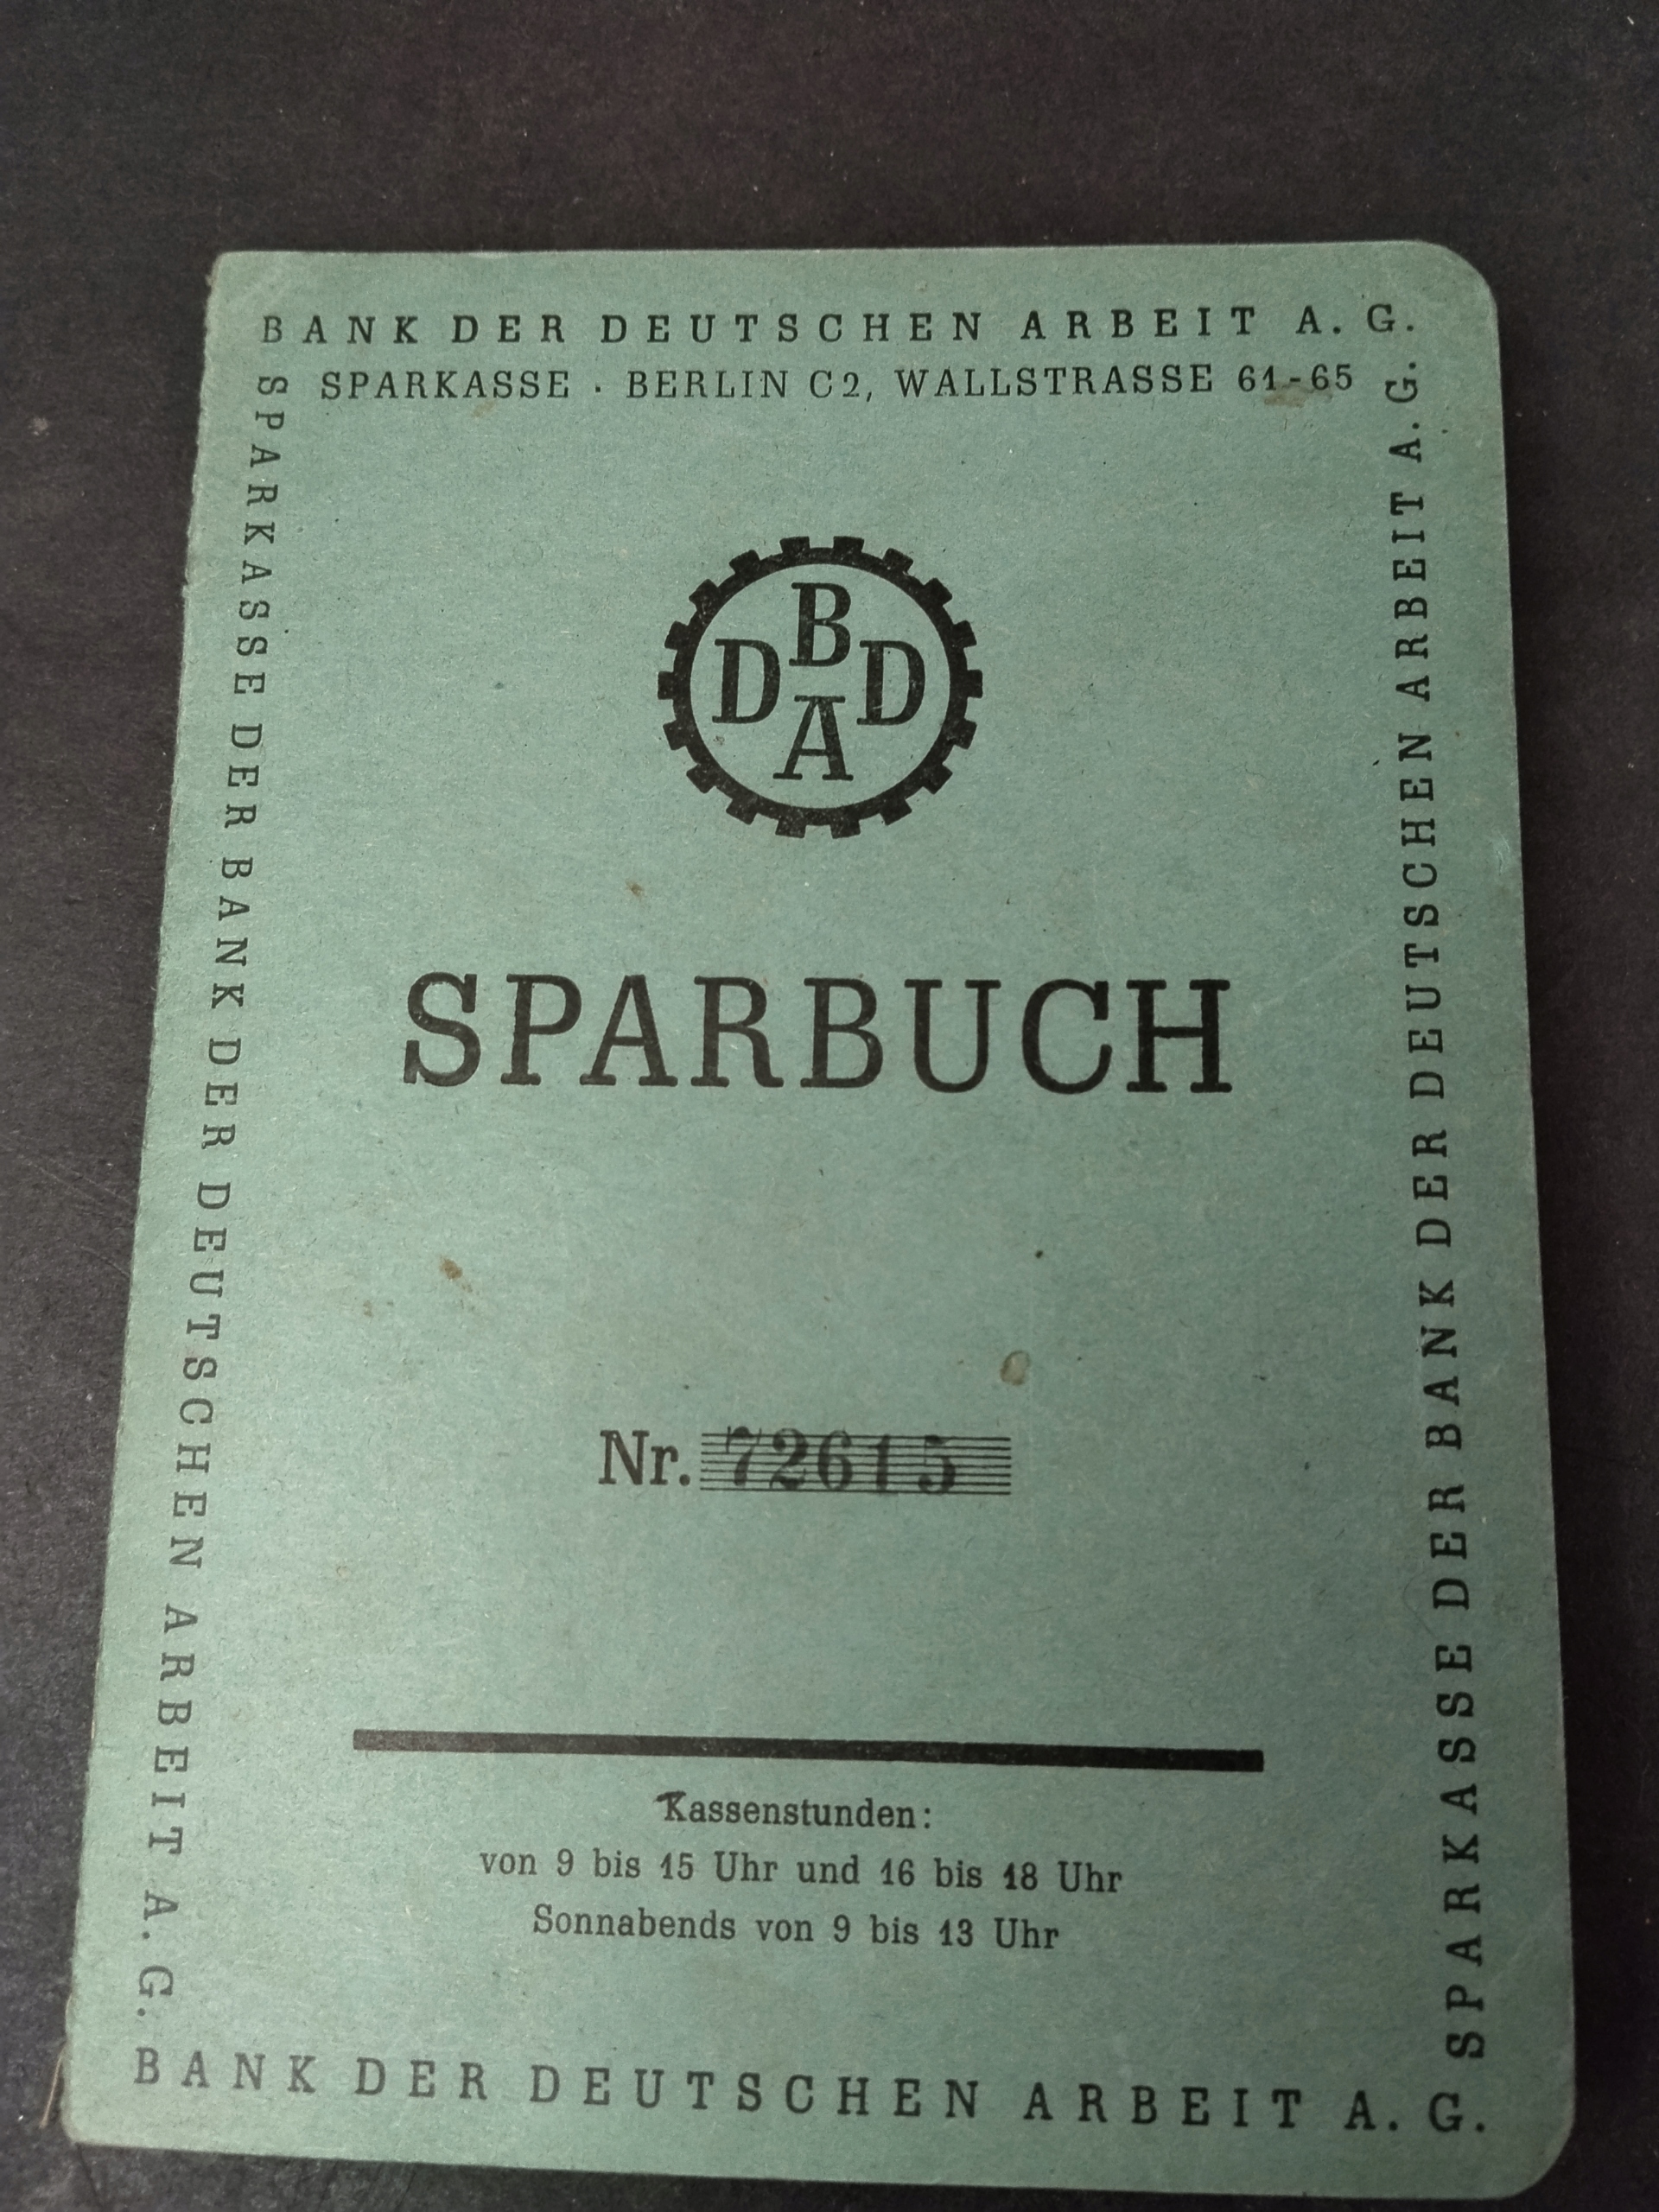 BANK DER DEUTSCHEN ARBEIT A. G.
SPARKASSE · BERLIN C2, WALLSTRASSE 61-65
SPARKASSE DER BANK DER DEUTSCHEN ARBEIT A. G.
B
D D
A
SPARBUCH
Nr. 72615
Kassenstunden:
von 9 bis 15 Uhr und 16 bis 18 Uhr
Sonnabends von 9 bis 13 Uhr
SPARKASSE DER BANK DER DEUTSCHEN ARBEIT A. G.
BANK DER DEUTSCHEN ARBEIT A. G.